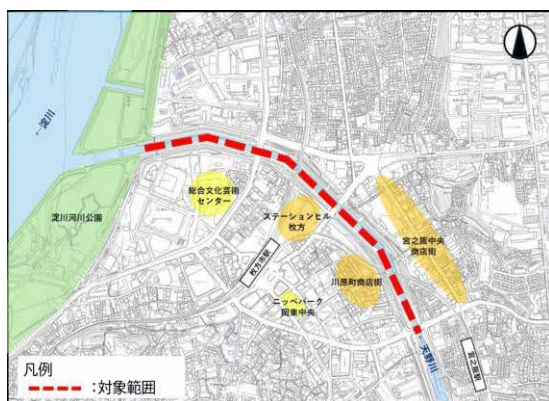 ←淀川
淀川河川公園
総合文化芸術
センター
ステーションヒル
枚方
枚方市駅
宮之阪中央
商店街
川原町商店街
ニッペパーク
岡東中央
←天野川
宮之阪駅
凡例
:対象範囲